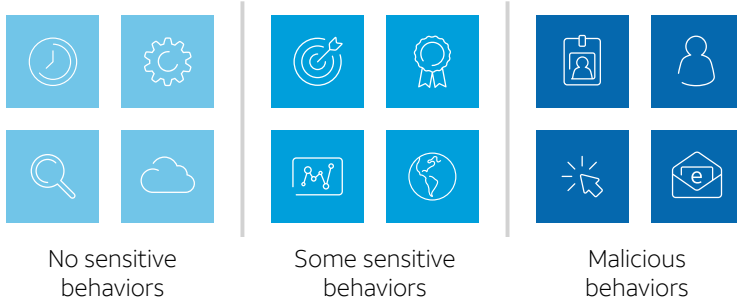 e
No sensitive
behaviors
Some sensitive
behaviors
Malicious
behaviors